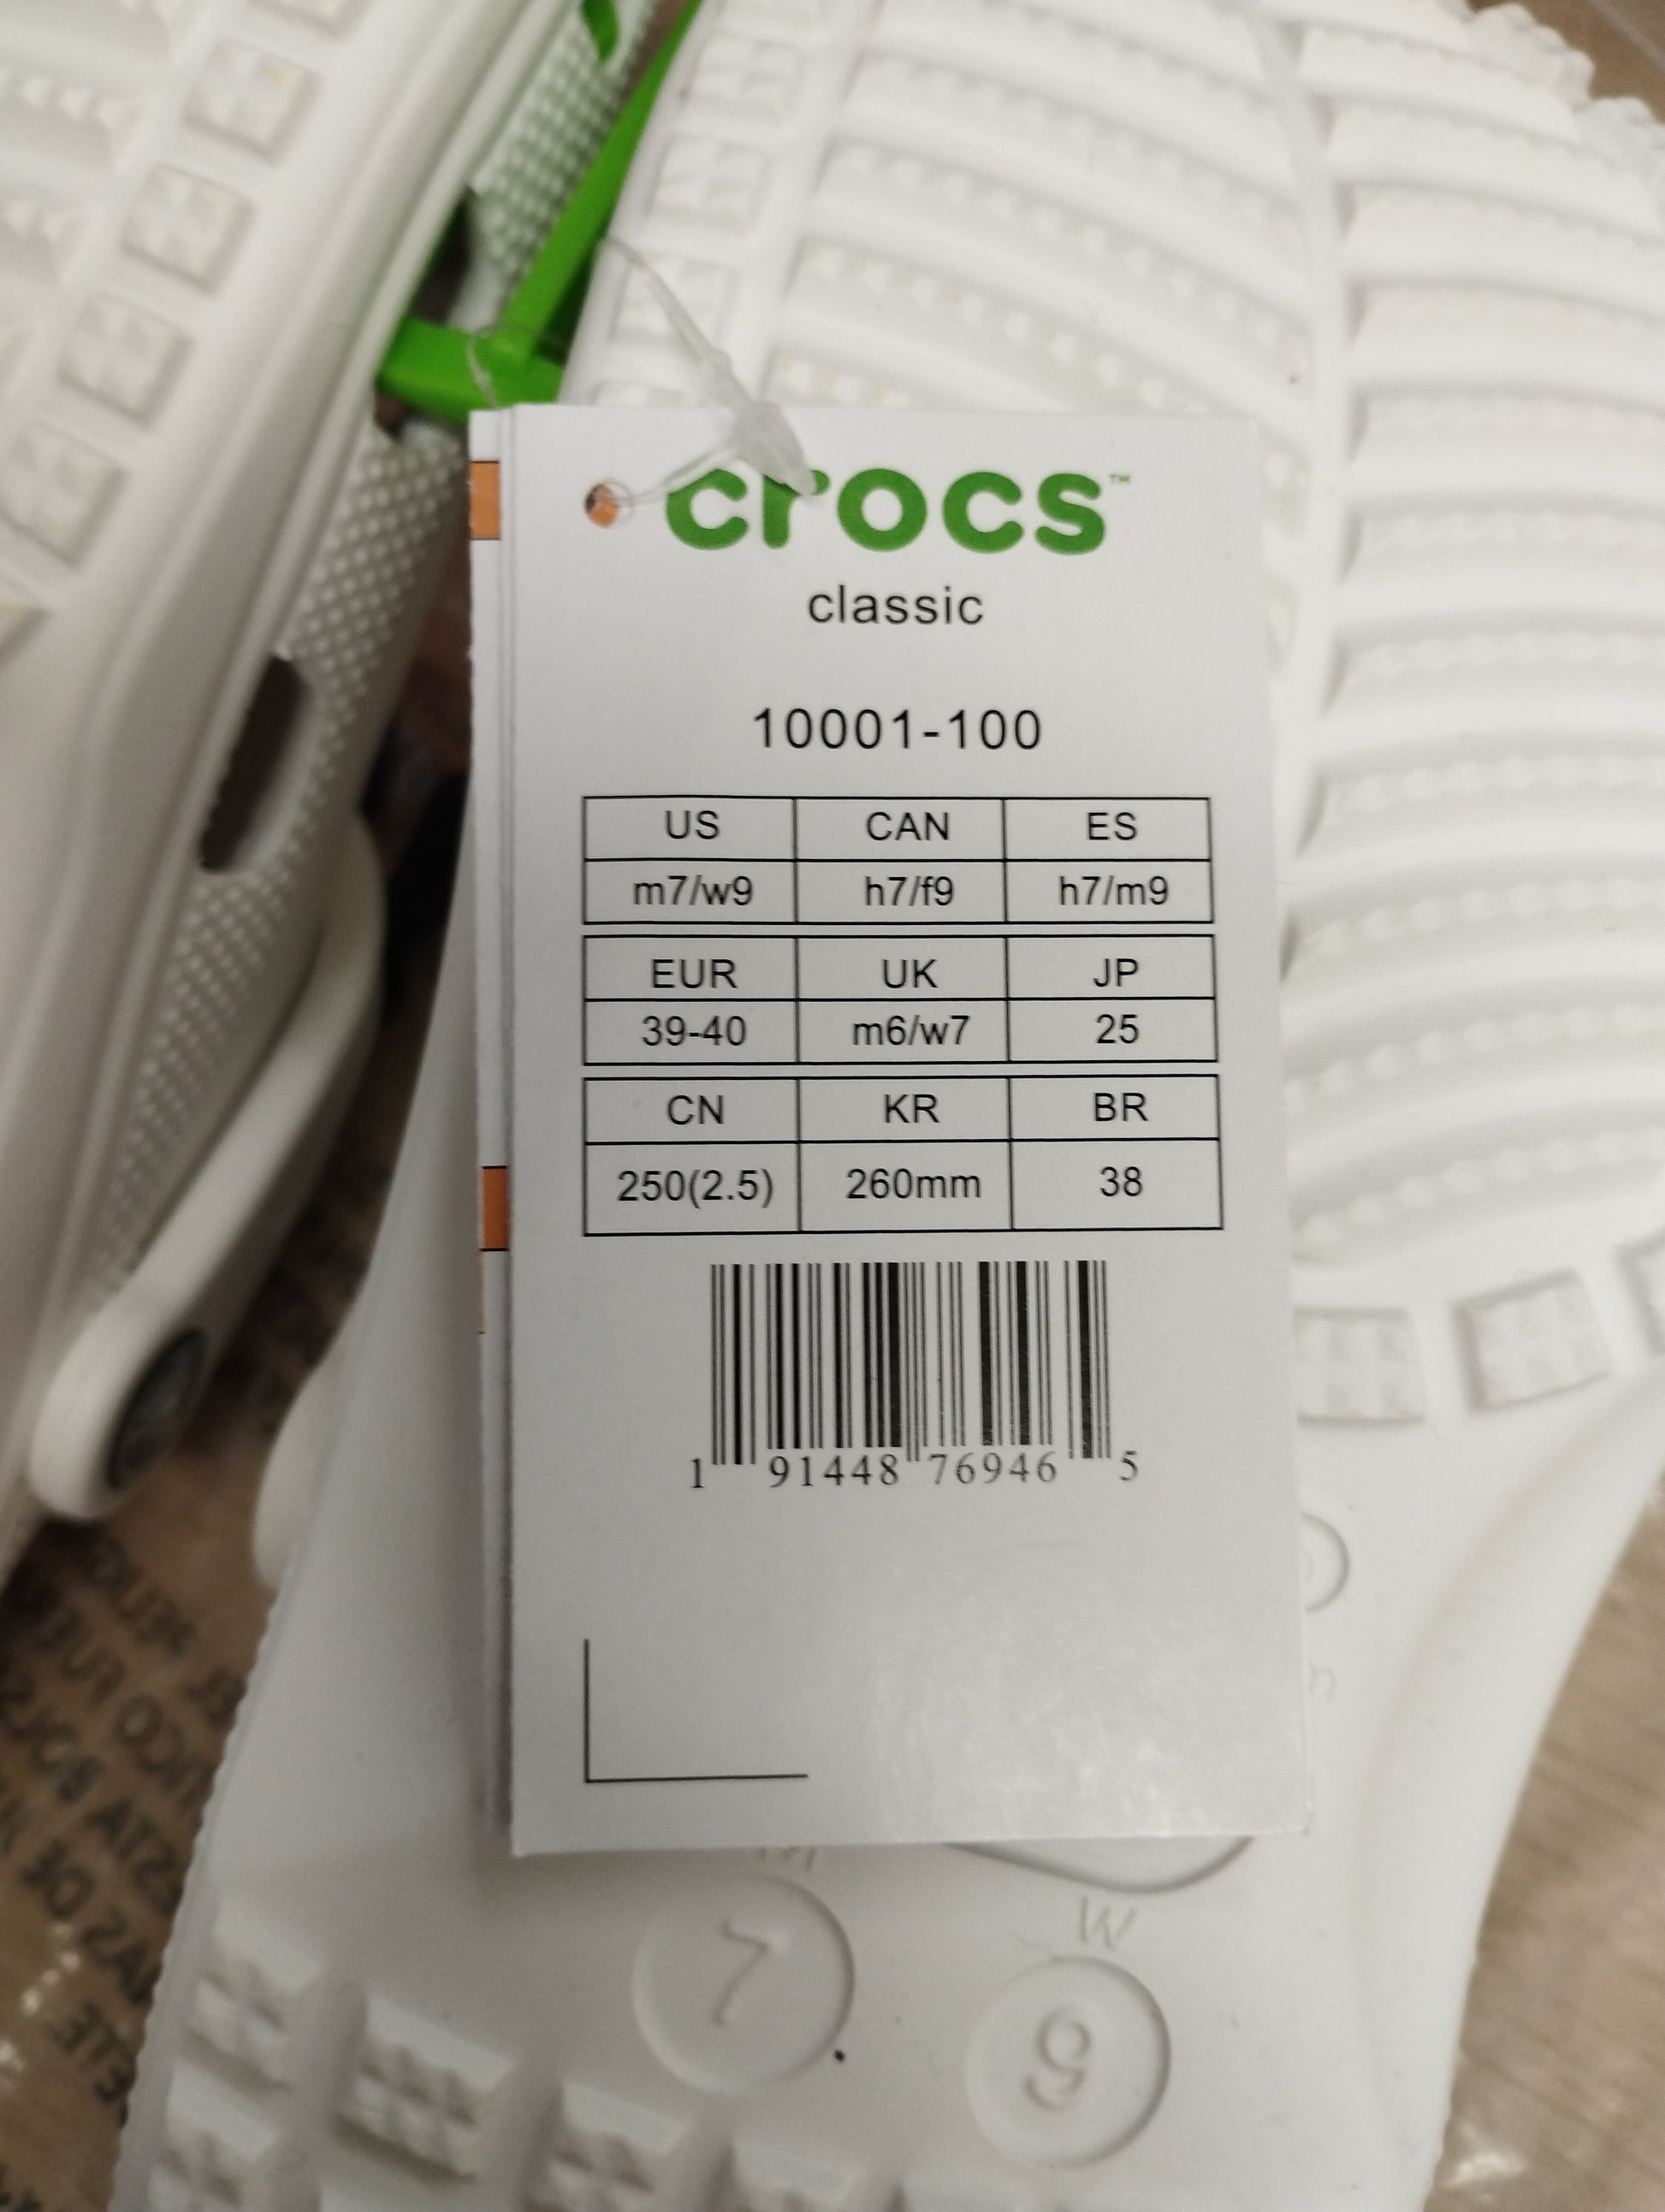 crocs™
classic
10001-100
US CAN ES
m7/w9 h7/f9 h7/m9
EUR UK JP
39-40 m6/w7 25
CN KR BR
250(2.5) 260mm 38
1 91448 76946 5
7
W
9